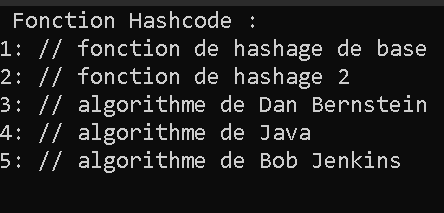 Fonction Hashcode :
1: // fonction de hashage de base
2: // fonction de hashage 2
3: // algorithme de Dan Bernstein
4: // algorithme de Java
5: // algorithme de Bob Jenkins